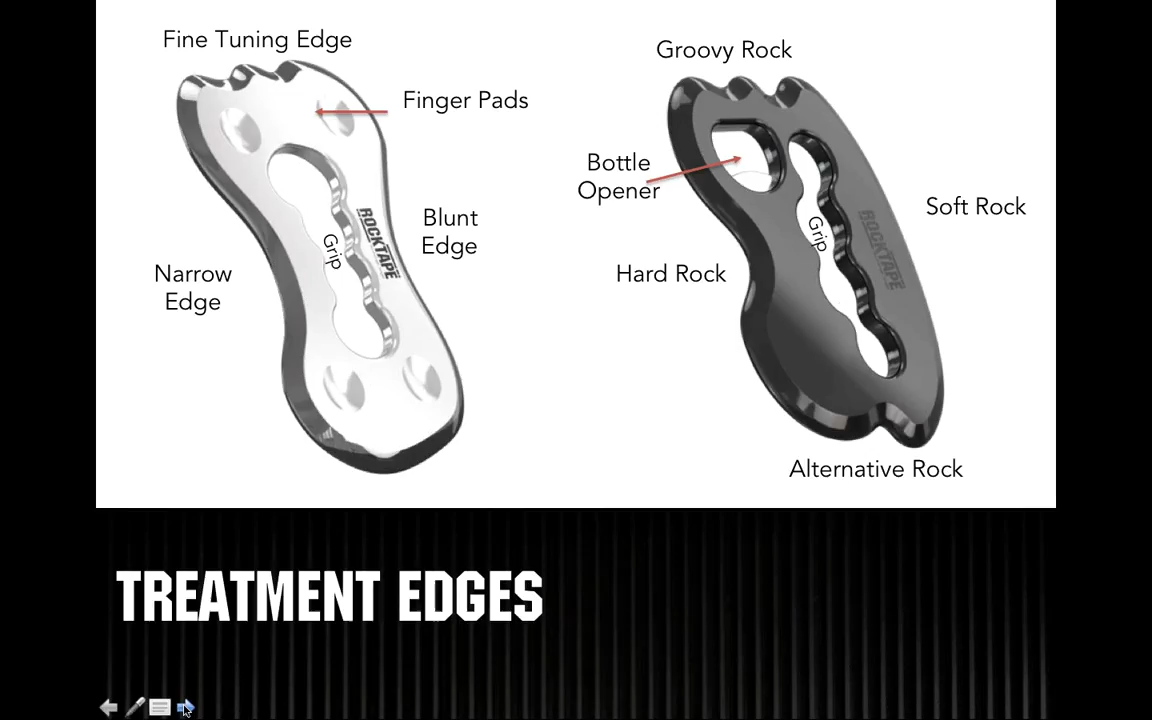 Fine Tuning Edge
Finger Pads
Blunt
Edge
Narrow
Edge
Grip
ROCKTAPE
Groovy Rock
Bottle
Opener
Soft Rock
Hard Rock
Grip
ROCKTAPE
Alternative Rock
TREATMENT EDGES